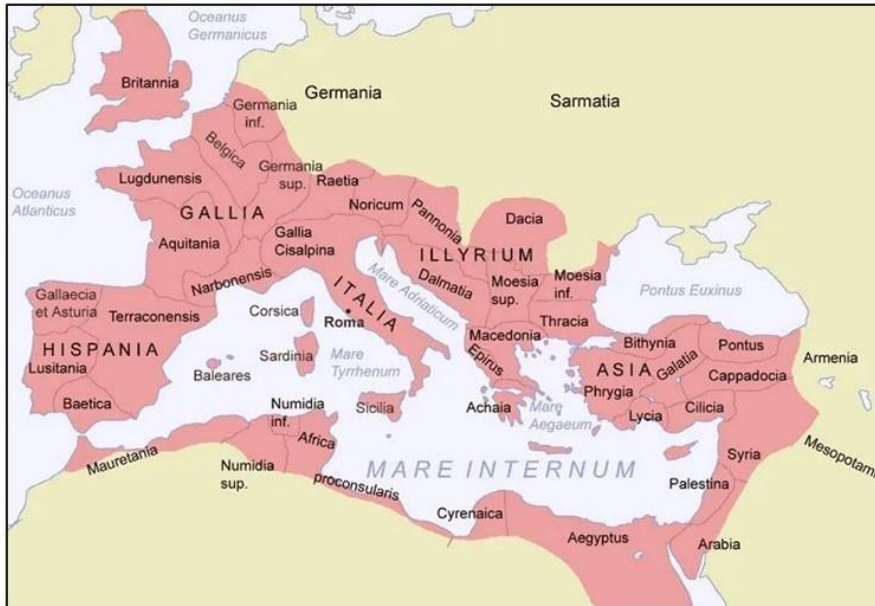 Oceanus
Germanicus
Britannia
Germania
Sarmatia
Germania
inf.
Belgica
Germania
sup.
Oceanus
Atlanticus
Lugdunensis
Raetia
Noricum
Pannonia
Dacia
GALLIA
Aquitania
Gallia
Cisalpina
ILLYRIUM
Dalmatia
Moesia
sup.
Moesia
inf.
Pontus Euxinus
Narbonensis
Mare Adriaticum
ITALIA
Gallaecia
et Asturia
Terraconensis
Corsica
Roma
Thracia
Macedonia
Bithynia
Pontus
Armenia
HISPANIA
Lusitania
Sardinia
Mare
Tyrrhenum
Epirus
ASIA
Galatia
Phrygia
Cappadocia
Baleares
Baetica
Numidia
inf.
Sicilia
Achaia
Mare
Aegaeum
Lycia
Cilicia
Mauretania
Africa
proconsularis
Numidia
sup.
MARE INTERNUM
Syria
Mesopotami
Palestina
Cyrenaica
Aegyptus
Arabia